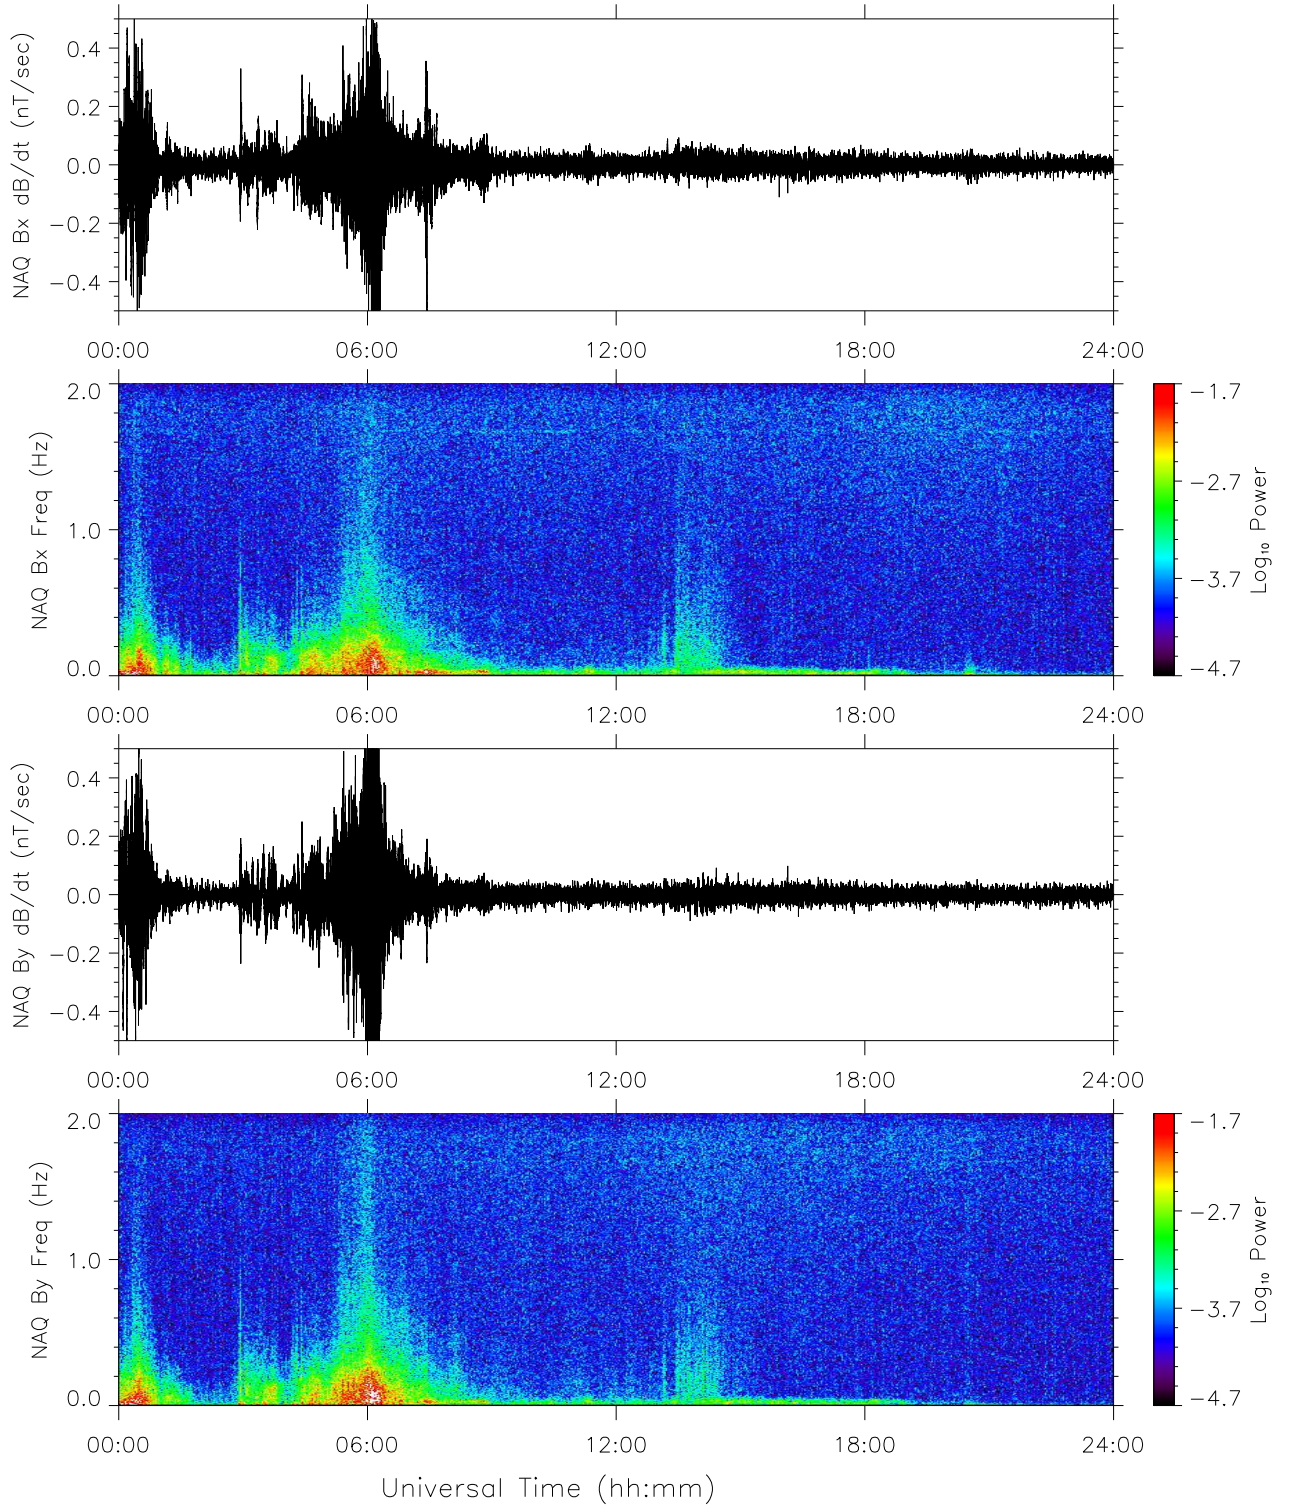 NAQ Bx dB/dt (nT/sec)
0.4
0.2
0.0
−0.2
−0.4
00:00 06:00 12:00 18:00 24:00
NAQ Bx Freq (Hz)
2.0
1.0
0.0
00:00 06:00 12:00 18:00 24:00
−1.7
−2.7
−3.7
−4.7
Log₁₀ Power
NAQ By dB/dt (nT/sec)
0.4
0.2
0.0
−0.2
−0.4
00:00 06:00 12:00 18:00 24:00
NAQ By Freq (Hz)
2.0
1.0
0.0
00:00 06:00 12:00 18:00 24:00
−1.7
−2.7
−3.7
−4.7
Log₁₀ Power
Universal Time (hh:mm)